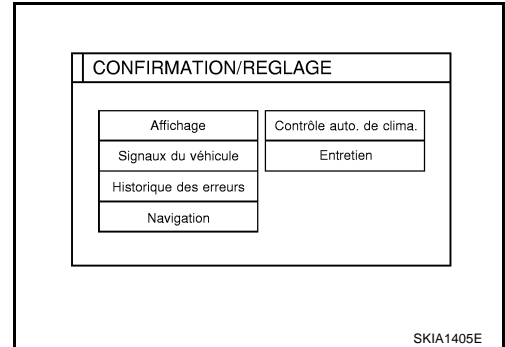 CONFIRMATION/REGLAGE
Affichage
Contrôle auto. de clima.
Signaux du véhicule
Entretien
Historique des erreurs
Navigation
SKIA1405E